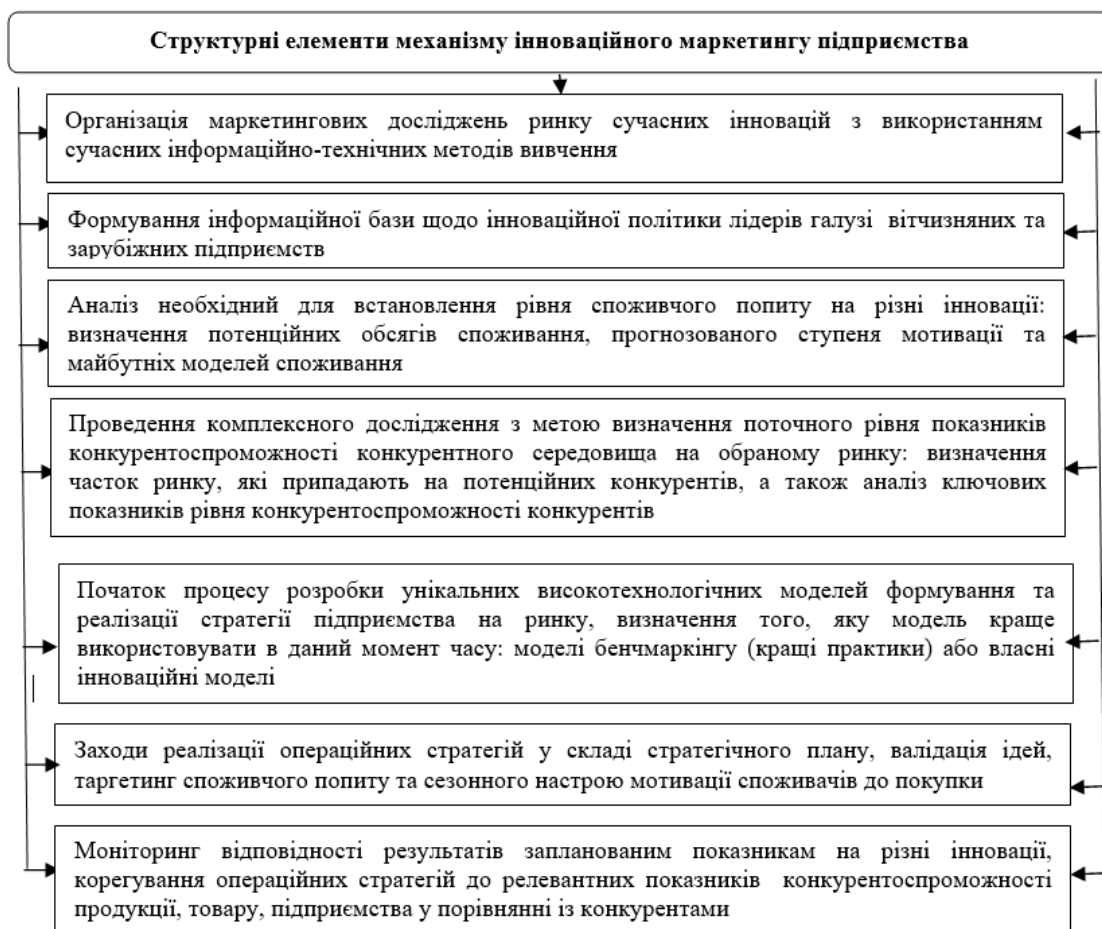 Структурні елементи механізму інноваційного маркетингу підприємства
Організація маркетингових досліджень ринку сучасних інновацій з використанням
сучасних інформаційно-технічних методів вивчення
Формування інформаційної бази щодо інноваційної політики лідерів галузі вітчизняних та
зарубіжних підприємств
Аналіз необхідний для встановлення рівня споживчого попиту на різні інновації:
визначення потенційних обсягів споживання, прогнозованого ступеня мотивації та
майбутніх моделей споживання
Проведення комплексного дослідження з метою визначення поточного рівня показників
конкурентоспроможності конкурентного середовища на обраному ринку: визначення
часток ринку, які припадають на потенційних конкурентів, а також аналіз ключових
показників рівня конкурентоспроможності конкурентів
Початок процесу розробки унікальних високотехнологічних моделей формування та
реалізації стратегії підприємства на ринку, визначення того, яку модель краще
використовувати в даний момент часу: моделі бенчмаркінгу (кращі практики) або власні
інноваційні моделі
Заходи реалізації операційних стратегій у складі стратегічного плану, валідація ідей,
таргетинг споживчого попиту та сезонного настрою мотивації споживачів до покупки
Моніторинг відповідності результатів запланованим показникам на різні інновації,
корегування операційних стратегій до релевантних показників конкурентоспроможності
продукції, товару, підприємства у порівнянні із конкурентами